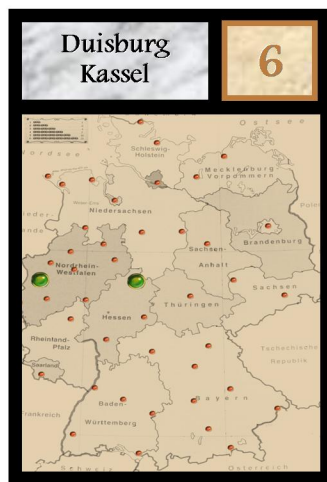 Duisburg
Kassel
6
Ostsee
Nordsee
Schleswig-
Holstein
Mecklenburg
Vorpommern
Niedersachsen
Brandenburg
Sachsen-
Anhalt
Nordrhein-
Westfalen
Sachsen
Thüringen
Hessen
Rheinland-
Pfalz
Tschechische
Republik
Saarland
Frankreich
Bayern
Baden-
Württemberg
Schweiz
Österreich